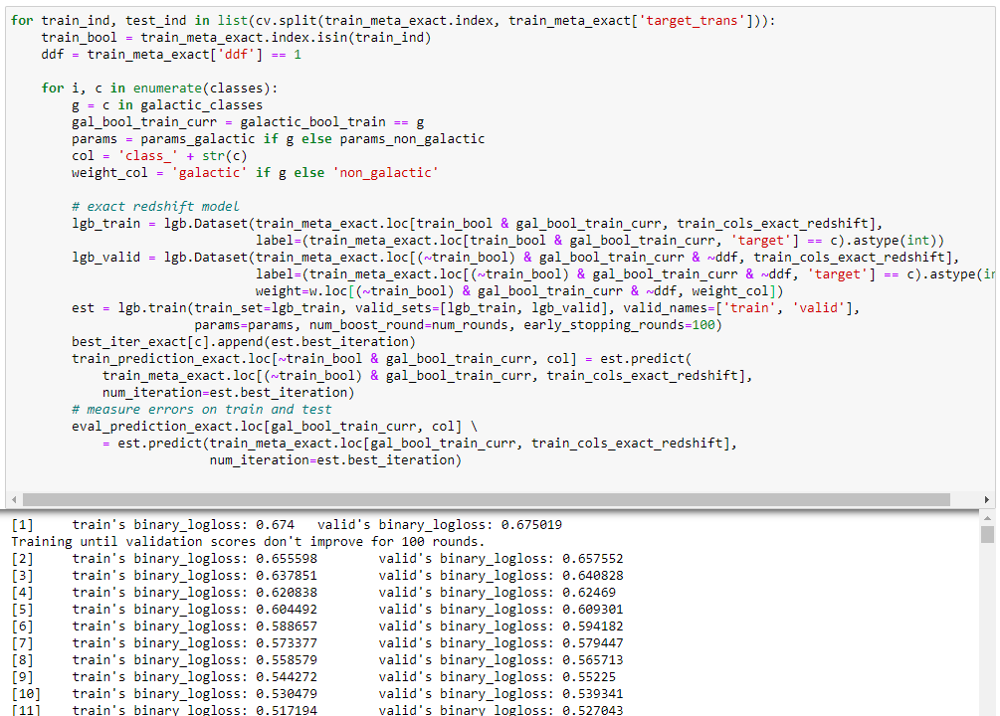 for train_ind, test_ind in list(cv.split(train_meta_exact.index, train_meta_exact['target_trans'])):
    train_bool = train_meta_exact.index.isin(train_ind)
    ddf = train_meta_exact['ddf'] == 1

    for i, c in enumerate(classes):
        g = c in galactic_classes
        gal_bool_train_curr = galactic_bool_train == g
        params = params_galactic if g else params_non_galactic
        col = 'class_' + str(c)
        weight_col = 'galactic' if g else 'non_galactic'

        # exact redshift model
        lgb_train = lgb.Dataset(train_meta_exact.loc[train_bool & gal_bool_train_curr, train_cols_exact_redshift],
                                label=(train_meta_exact.loc[train_bool & gal_bool_train_curr, 'target'] == c).astype(int))
        lgb_valid = lgb.Dataset(train_meta_exact.loc[(~train_bool) & gal_bool_train_curr & ~ddf, train_cols_exact_redshift],
                                label=(train_meta_exact.loc[(~train_bool) & gal_bool_train_curr & ~ddf, 'target'] == c).astype(in
                                weight=w.loc[(~train_bool) & gal_bool_train_curr & ~ddf, weight_col])
        est = lgb.train(train_set=lgb_train, valid_sets=[lgb_train, lgb_valid], valid_names=['train', 'valid'],
                        params=params, num_boost_round=num_rounds, early_stopping_rounds=100)
        best_iter_exact[c].append(est.best_iteration)
        train_prediction_exact.loc[~train_bool & gal_bool_train_curr, col] = est.predict(
            train_meta_exact.loc[(~train_bool) & gal_bool_train_curr, train_cols_exact_redshift],
            num_iteration=est.best_iteration)
        # measure errors on train and test
        eval_prediction_exact.loc[gal_bool_train_curr, col] \
            = est.predict(train_meta_exact.loc[gal_bool_train_curr, train_cols_exact_redshift],
                          num_iteration=est.best_iteration)
[1]     train's binary_logloss: 0.674   valid's binary_logloss: 0.675019
Training until validation scores don't improve for 100 rounds.
[2]     train's binary_logloss: 0.655598        valid's binary_logloss: 0.657552
[3]     train's binary_logloss: 0.637851        valid's binary_logloss: 0.640828
[4]     train's binary_logloss: 0.620838        valid's binary_logloss: 0.62469
[5]     train's binary_logloss: 0.604492        valid's binary_logloss: 0.609301
[6]     train's binary_logloss: 0.588657        valid's binary_logloss: 0.594182
[7]     train's binary_logloss: 0.573377        valid's binary_logloss: 0.579447
[8]     train's binary_logloss: 0.558579        valid's binary_logloss: 0.565713
[9]     train's binary_logloss: 0.544272        valid's binary_logloss: 0.55225
[10]    train's binary_logloss: 0.530479        valid's binary_logloss: 0.539341
[11]    train's binary_logloss: 0.517194        valid's binary_logloss: 0.527043